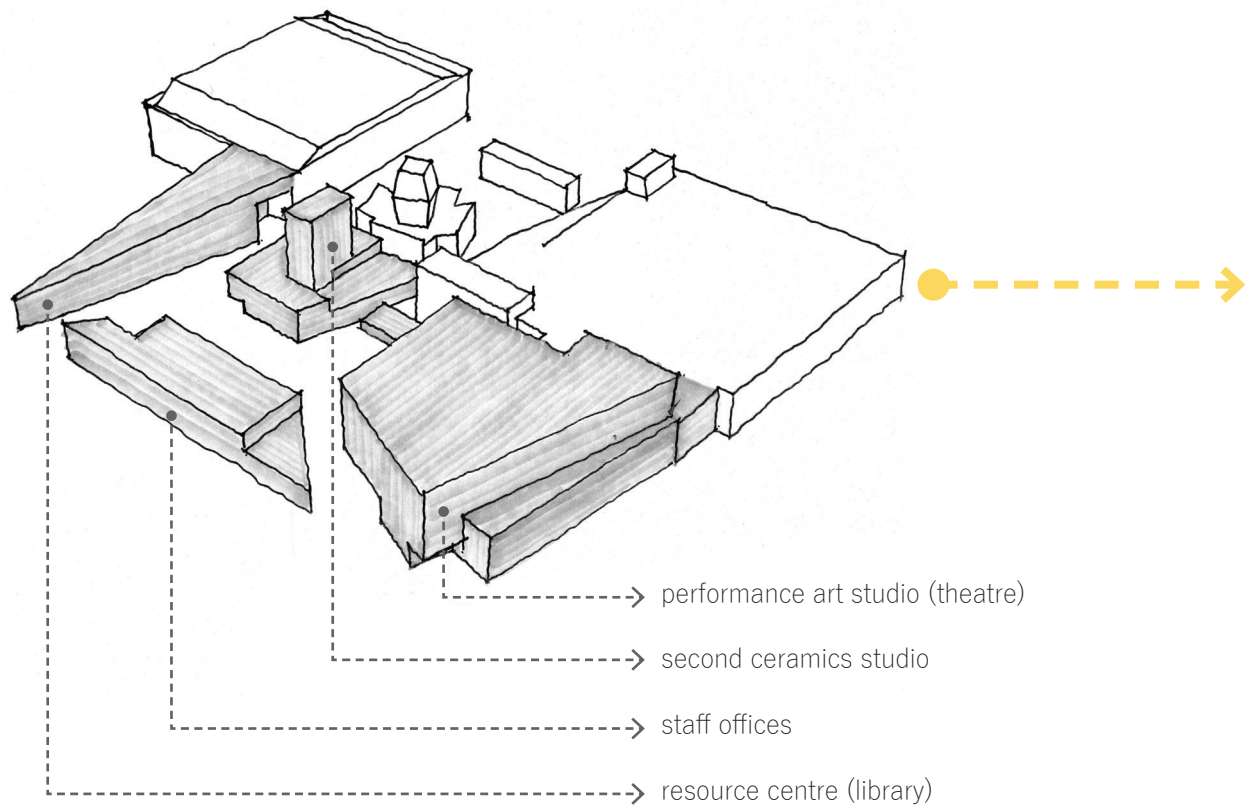 performance art studio (theatre)
second ceramics studio
staff offices
resource centre (library)